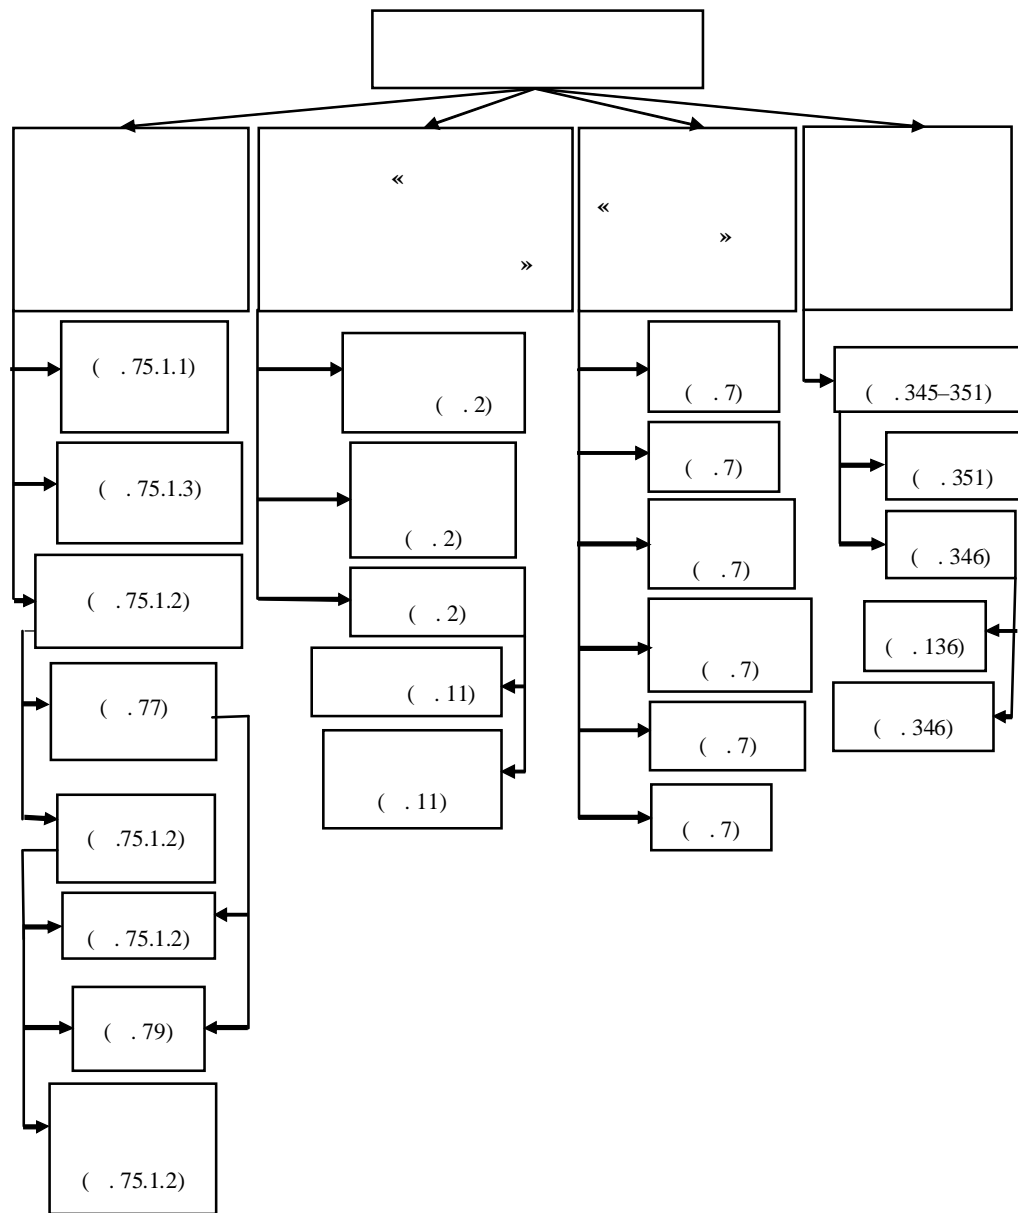 «
»
«
»
( . 75.1.1)
( . 75.1.3)
( . 75.1.2)
( . 77)
( .75.1.2)
( . 75.1.2)
( . 79)
( . 75.1.2)
( . 2)
( . 2)
( . 2)
( . 11)
( . 11)
( . 7)
( . 7)
( . 7)
( . 7)
( . 7)
( . 7)
( . 345–351)
( . 351)
( . 346)
( . 136)
( . 346)